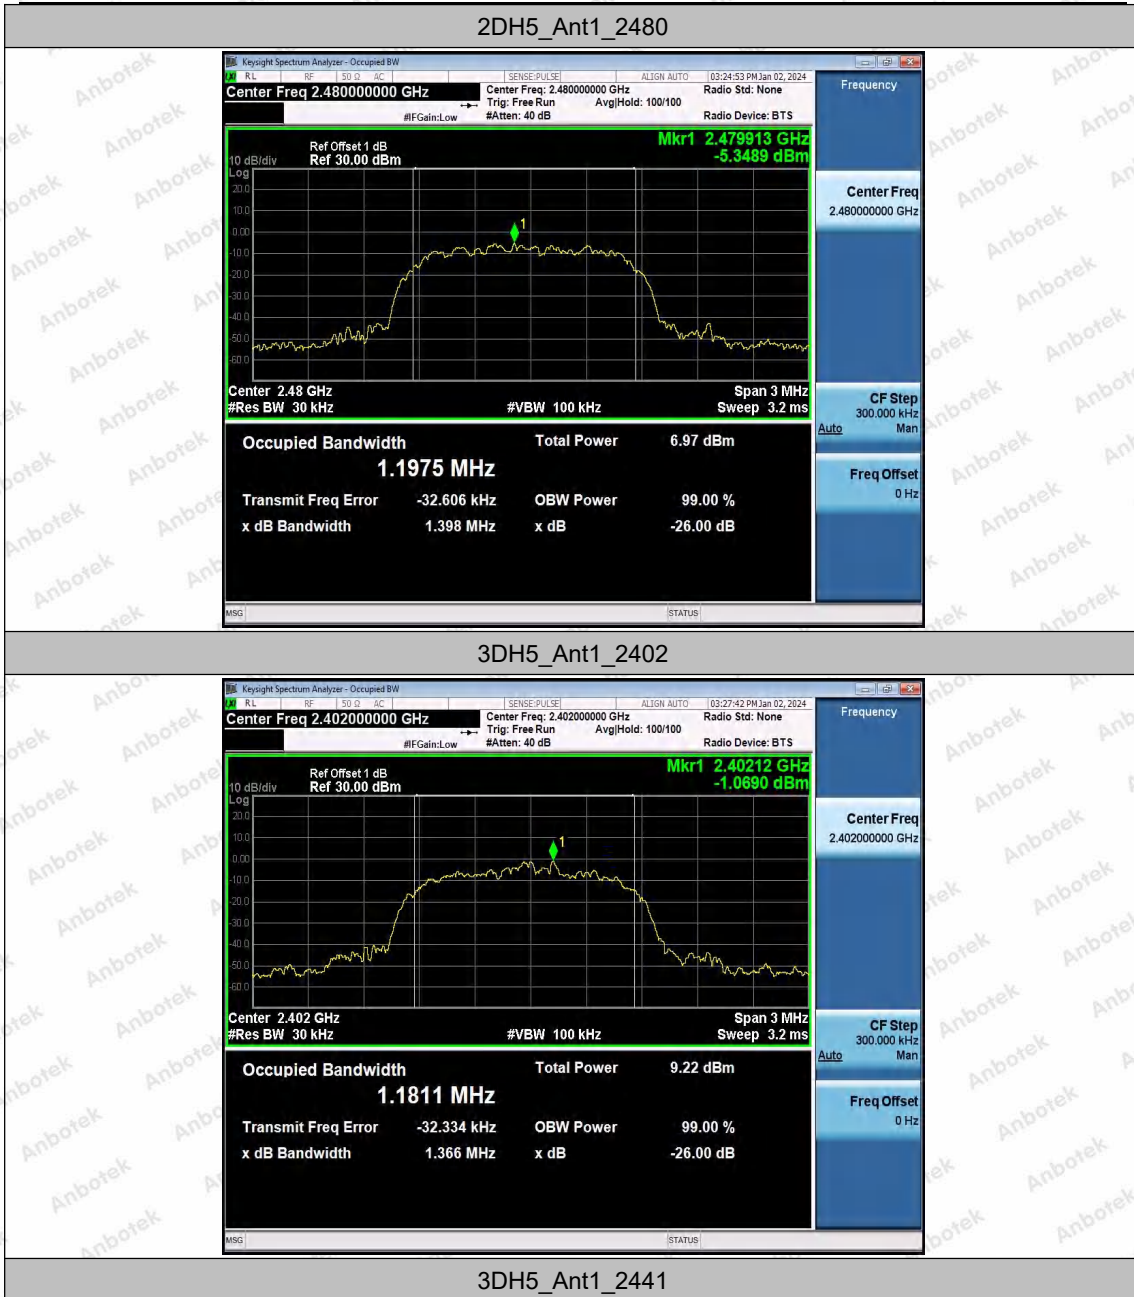 2DH5_Ant1_2480
Keysight Spectrum Analyzer - Occupied BW
LXI RL RF 50 Ω AC SENSE:PULSE ALIGN AUTO 03:24:53 PM Jan 02, 2024
Center Freq 2.480000000 GHz
Center Freq: 2.480000000 GHz Radio Std: None
Trig: Free Run Avg|Hold: 100/100
#IFGain:Low #Atten: 40 dB Radio Device: BTS
Frequency
Mkr1 2.479913 GHz
-5.3489 dBm
Ref Offset 1 dB
10 dB/div Ref 30.00 dBm
Log
20.0
10.0
0.00
-10.0
-20.0
-30.0
-40.0
-50.0
-60.0
1
Center 2.48 GHz Span 3 MHz
#Res BW 30 kHz #VBW 100 kHz Sweep 3.2 ms
Center Freq
2.480000000 GHz
CF Step
300.000 kHz
Auto Man
Freq Offset
0 Hz
Occupied Bandwidth Total Power 6.97 dBm
1.1975 MHz
Transmit Freq Error -32.606 kHz OBW Power 99.00 %
x dB Bandwidth 1.398 MHz x dB -26.00 dB
MSG STATUS
3DH5_Ant1_2402
Keysight Spectrum Analyzer - Occupied BW
LXI RL RF 50 Ω AC SENSE:PULSE ALIGN AUTO 03:27:42 PM Jan 02, 2024
Center Freq 2.402000000 GHz
Center Freq: 2.402000000 GHz Radio Std: None
Trig: Free Run Avg|Hold: 100/100
#IFGain:Low #Atten: 40 dB Radio Device: BTS
Frequency
Mkr1 2.40212 GHz
-1.0690 dBm
Ref Offset 1 dB
10 dB/div Ref 30.00 dBm
Log
20.0
10.0
0.00
-10.0
-20.0
-30.0
-40.0
-50.0
-60.0
1
Center 2.402 GHz Span 3 MHz
#Res BW 30 kHz #VBW 100 kHz Sweep 3.2 ms
Center Freq
2.402000000 GHz
CF Step
300.000 kHz
Auto Man
Freq Offset
0 Hz
Occupied Bandwidth Total Power 9.22 dBm
1.1811 MHz
Transmit Freq Error -32.334 kHz OBW Power 99.00 %
x dB Bandwidth 1.366 MHz x dB -26.00 dB
MSG STATUS
3DH5_Ant1_2441
Anbotek